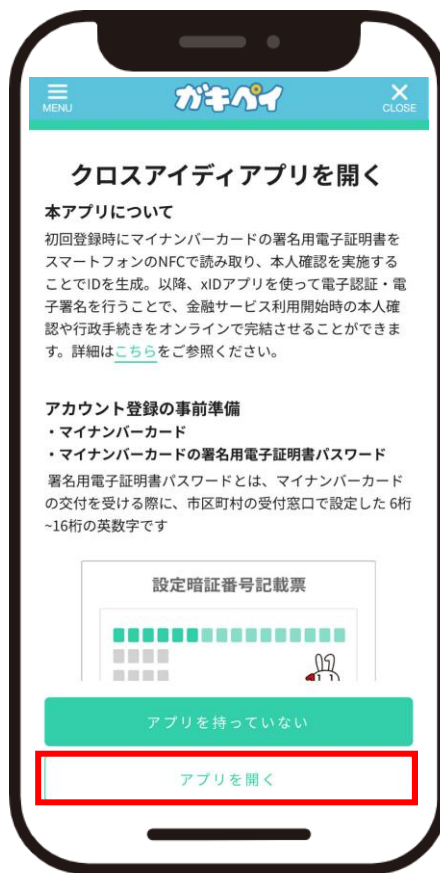 MENU
ガキペイ
CLOSE
クロスアイディアプリを開く
本アプリについて
初回登録時にマイナンバーカードの署名用電子証明書を
スマートフォンのNFCで読み取り、本人確認を実施する
ことでIDを生成。以降、xIDアプリを使って電子認証・電
子署名を行うことで、金融サービス利用開始時の本人確
認や行政手続きをオンラインで完結させることができま
す。詳細はこちらをご参照ください。
アカウント登録の事前準備
・マイナンバーカード
・マイナンバーカードの署名用電子証明書パスワード
署名用電子証明書パスワードとは、マイナンバーカード
の交付を受ける際に、市区町村の受付窓口で設定した 6桁
~16桁の英数字です
設定暗証番号記載票
アプリを持っていない
アプリを開く